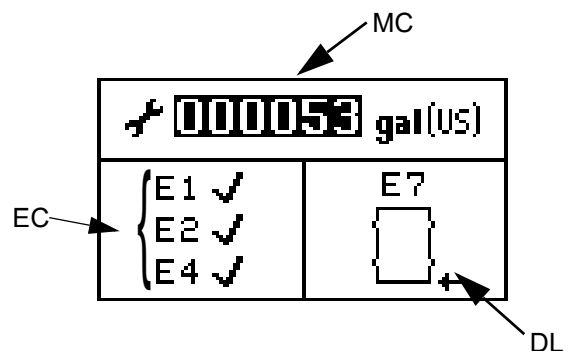 MC
000053 gal(US)
EC
E1 ✓
E2 ✓
E4 ✓
E7
DL